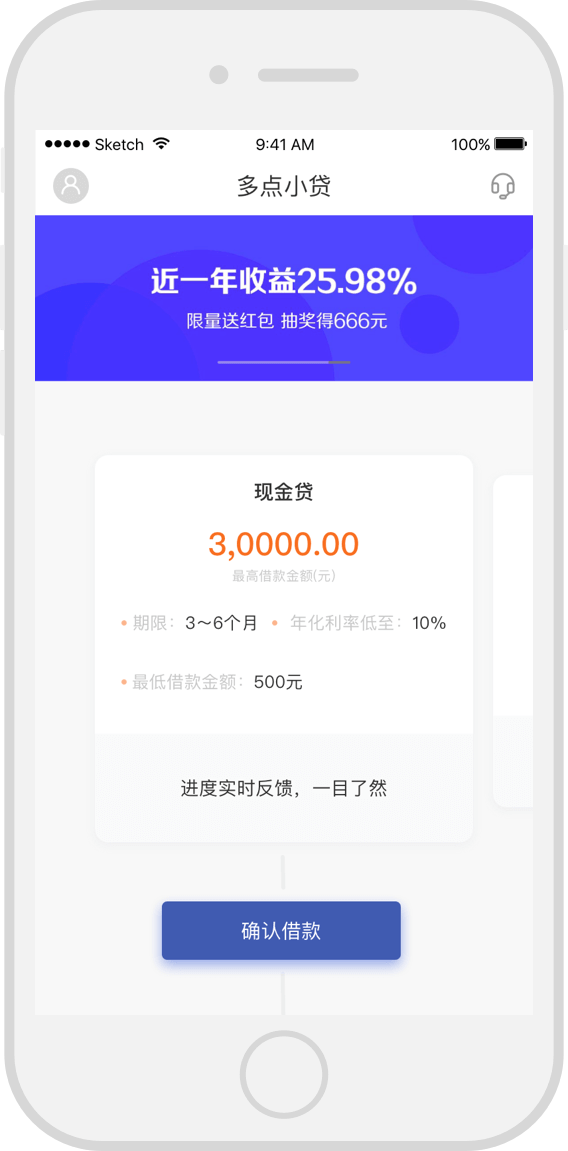 ●●●●● Sketch 9:41 AM 100%
多点小贷
近一年收益25.98%
限量送红包 抽奖得666元
现金贷
3,0000.00
最高借款金额(元)
• 期限：3～6个月 • 年化利率低至：10%
• 最低借款金额：500元
进度实时反馈，一目了然
确认借款